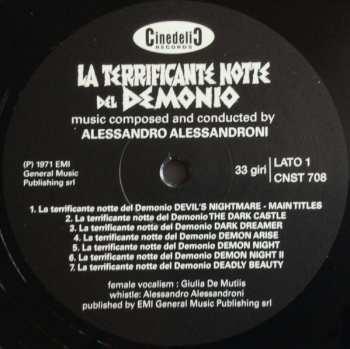 CinedeliC
RECORDS
LA TERRIFICANTE NOTTE
DEL DEMONIO
music composed and conducted by
ALESSANDRO ALESSANDRONI
(P) 1971 EMI
General Music
Publishing srl
33 giri
LATO 1
CNST 708
1. La terrificante notte del Demonio DEVIL'S NIGHTMARE - MAIN TITLES
2. La terrificante notte del Demonio THE DARK CASTLE
3. La terrificante notte del Demonio DARK DREAMER
4. La terrificante notte del Demonio DEMON ARISE
5. La terrificante notte del Demonio DEMON NIGHT
6. La terrificante notte del Demonio DEMON NIGHT II
7. La terrificante notte del Demonio DEADLY BEAUTY
female vocalism : Giulia De Mutiis
whistle: Alessandro Alessandroni
published by EMI General Music Publishing srl